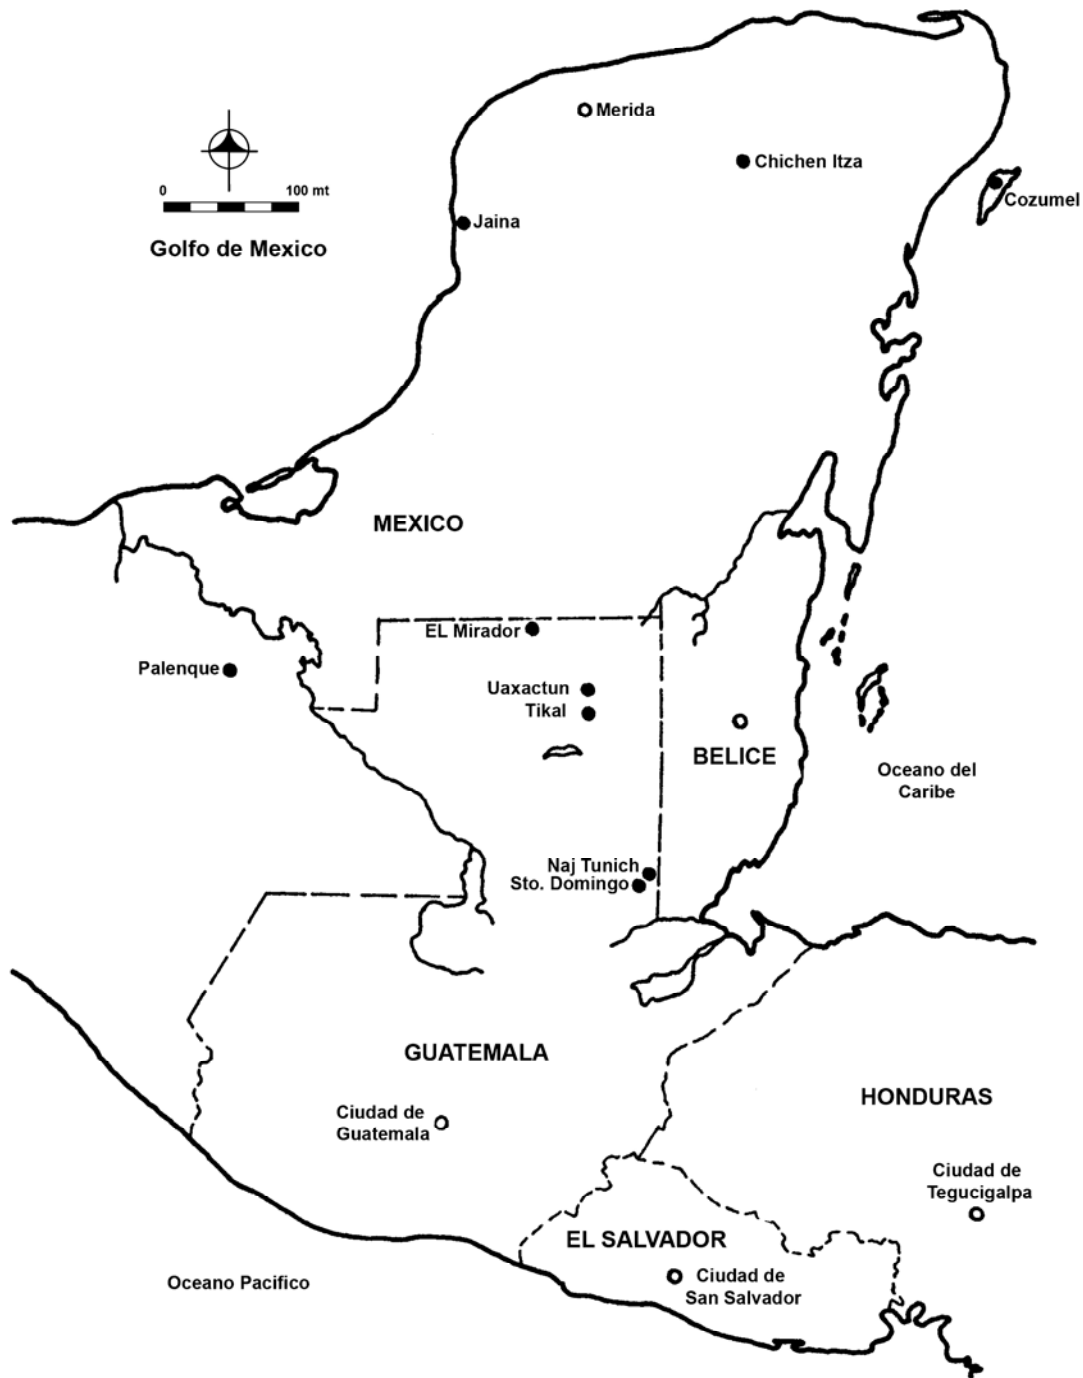 Merida
Chichen Itza
0 100 mt
Cozumel
Jaina
Golfo de Mexico
MEXICO
EL Mirador
Palenque
Uaxactun
Tikal
BELICE
Oceano del
Caribe
Naj Tunich
Sto. Domingo
GUATEMALA
HONDURAS
Ciudad de
Guatemala
Ciudad de
Tegucigalpa
EL SALVADOR
Oceano Pacifico
Ciudad de
San Salvador